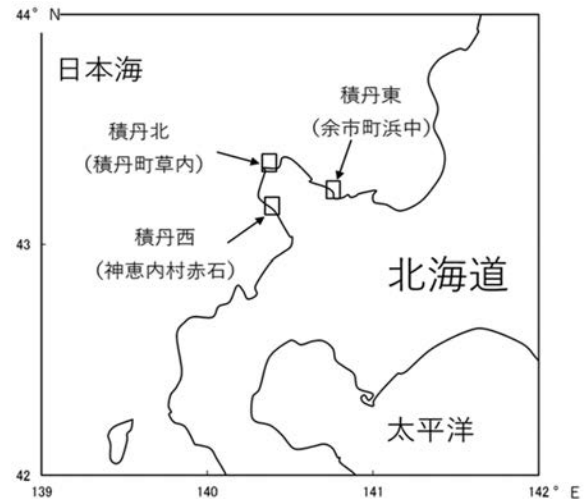 44° N
日本海
積丹東
(余市町浜中)
積丹北
(積丹町草内)
43
積丹西
(神恵内村赤石)
北海道
太平洋
42
139
140
141
142° E